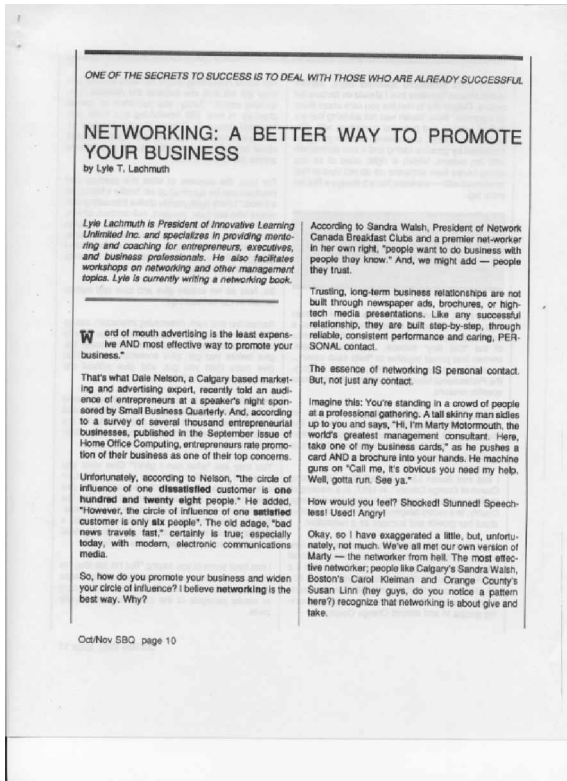 ONE OF THE SECRETS TO SUCCESS IS TO DEAL WITH THOSE WHO ARE ALREADY SUCCESSFUL
NETWORKING: A BETTER WAY TO PROMOTE
YOUR BUSINESS
by Lyle T. Lachmuth
Lyle Lachmuth is President of Innovative Learning
Unlimited Inc. and specializes in providing mento-
ring and coaching for entrepreneurs, executives,
and business professionals. He also facilitates
workshops on networking and other management
topics. Lyle is currently writing a networking book.
Word of mouth advertising is the least expens-
ive AND most effective way to promote your
business."
That's what Dale Nelson, a Calgary based market-
ing and advertising expert, recently told an audi-
ence of entrepreneurs at a speaker's night spon-
sored by Small Business Quarterly. And, according
to a survey of several thousand entrepreneurial
businesses, published in the September issue of
Home Office Computing, entrepreneurs rate promo-
tion of their business as one of their top concerns.
Unfortunately, according to Nelson, "the circle of
influence of one dissatisfied customer is one
hundred and twenty eight people." He added,
"However, the circle of influence of one satisfied
customer is only six people". The old adage, "bad
news travels fast," certainly is true; especially
today, with modern, electronic communications
media.
So, how do you promote your business and widen
your circle of influence? I believe networking is the
best way. Why?
According to Sandra Walsh, President of Network
Canada Breakfast Clubs and a premier net-worker
in her own right, "people want to do business with
people they know." And, we might add — people
they trust.
Trusting, long-term business relationships are not
built through newspaper ads, brochures, or high-
tech media presentations. Like any successful
relationship, they are built step-by-step, through
reliable, consistent performance and caring, PER-
SONAL contact.
The essence of networking IS personal contact.
But, not just any contact.
Imagine this: You're standing in a crowd of people
at a professional gathering. A tall skinny man sidles
up to you and says, "Hi, I'm Marty Motormouth, the
world's greatest management consultant. Here,
take one of my business cards," as he pushes a
card AND a brochure into your hands. He machine
guns on "Call me, it's obvious you need my help.
Well, gotta run. See ya."
How would you feel? Shocked! Stunned! Speech-
less! Used! Angry!
Okay, so I have exaggerated a little, but, unfortu-
nately, not much. We've all met our own version of
Marty — the networker from hell. The most effec-
tive networker; people like Calgary's Sandra Walsh,
Boston's Carol Kleiman and Orange County's
Susan Linn (hey guys, do you notice a pattern
here?) recognize that networking is about give and
take.
Oct/Nov SBQ page 10